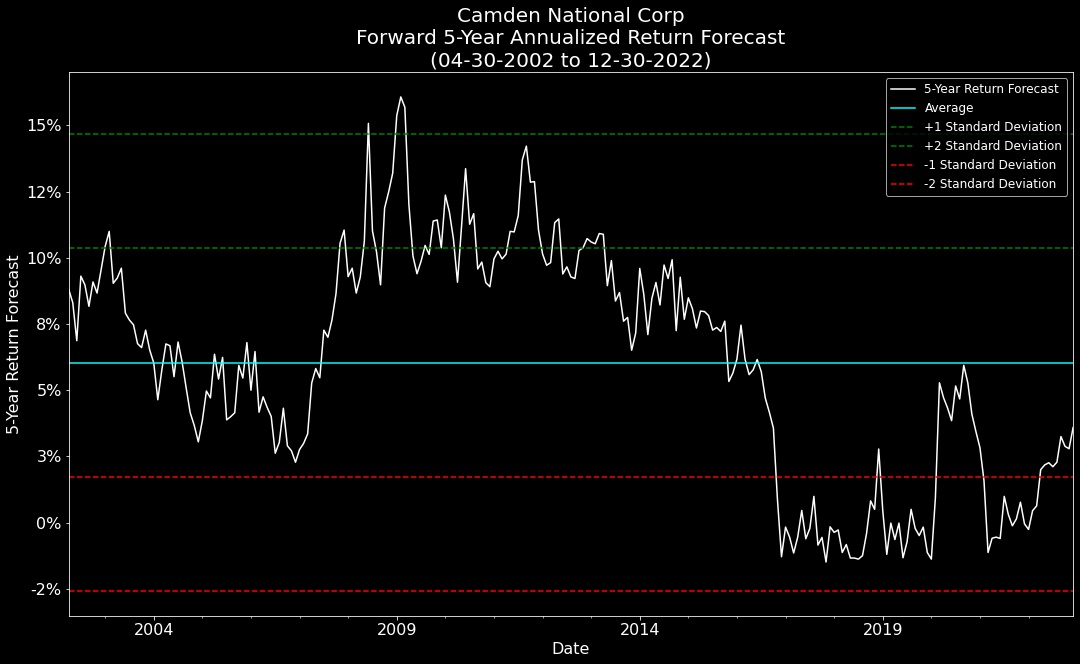 Camden National Corp
Forward 5-Year Annualized Return Forecast
(04-30-2002 to 12-30-2022)
5-Year Return Forecast
Average
+1 Standard Deviation
+2 Standard Deviation
-1 Standard Deviation
-2 Standard Deviation
15%
12%
10%
8%
5%
3%
0%
-2%
5-Year Return Forecast
2004
2009
2014
2019
Date